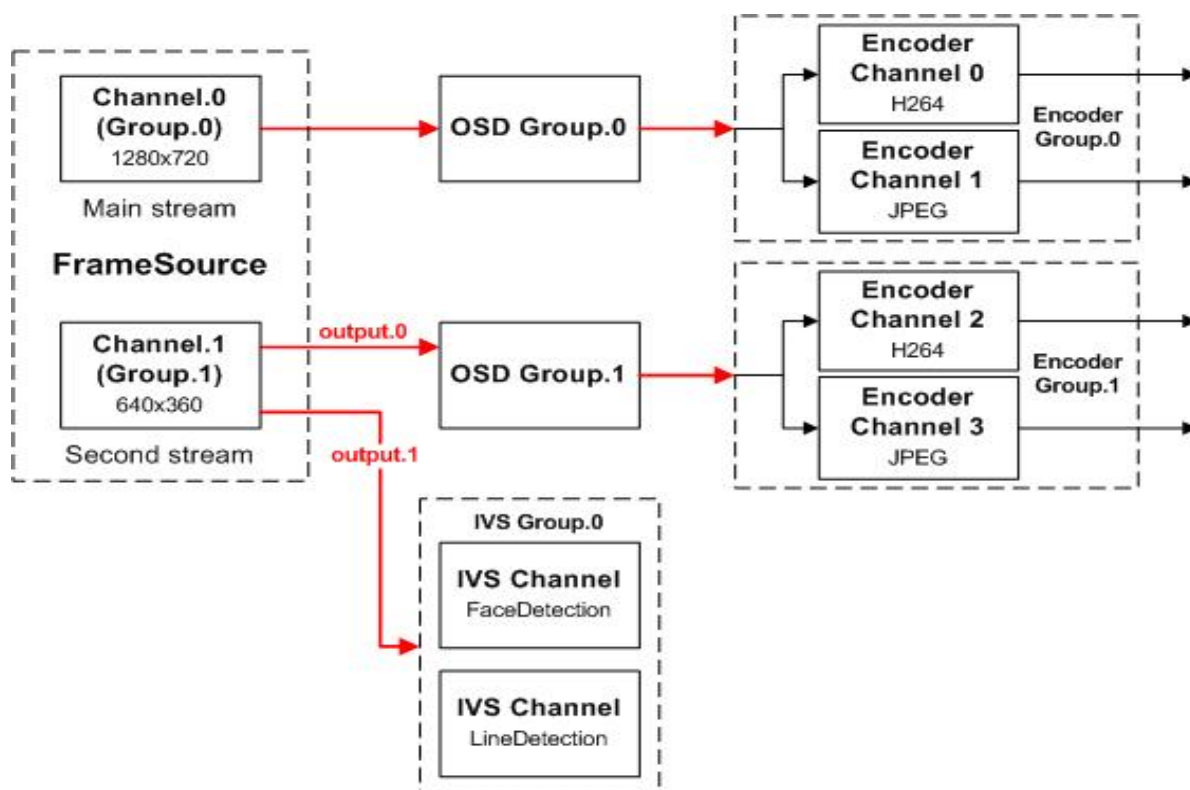 Channel.0
(Group.0)
1280x720
Main stream
FrameSource
Channel.1
(Group.1)
640x360
Second stream
output.0
output.1
OSD Group.0
OSD Group.1
Encoder
Channel 0
H264
Encoder
Channel 1
JPEG
Encoder
Group.0
Encoder
Channel 2
H264
Encoder
Channel 3
JPEG
Encoder
Group.1
IVS Group.0
IVS Channel
FaceDetection
IVS Channel
LineDetection